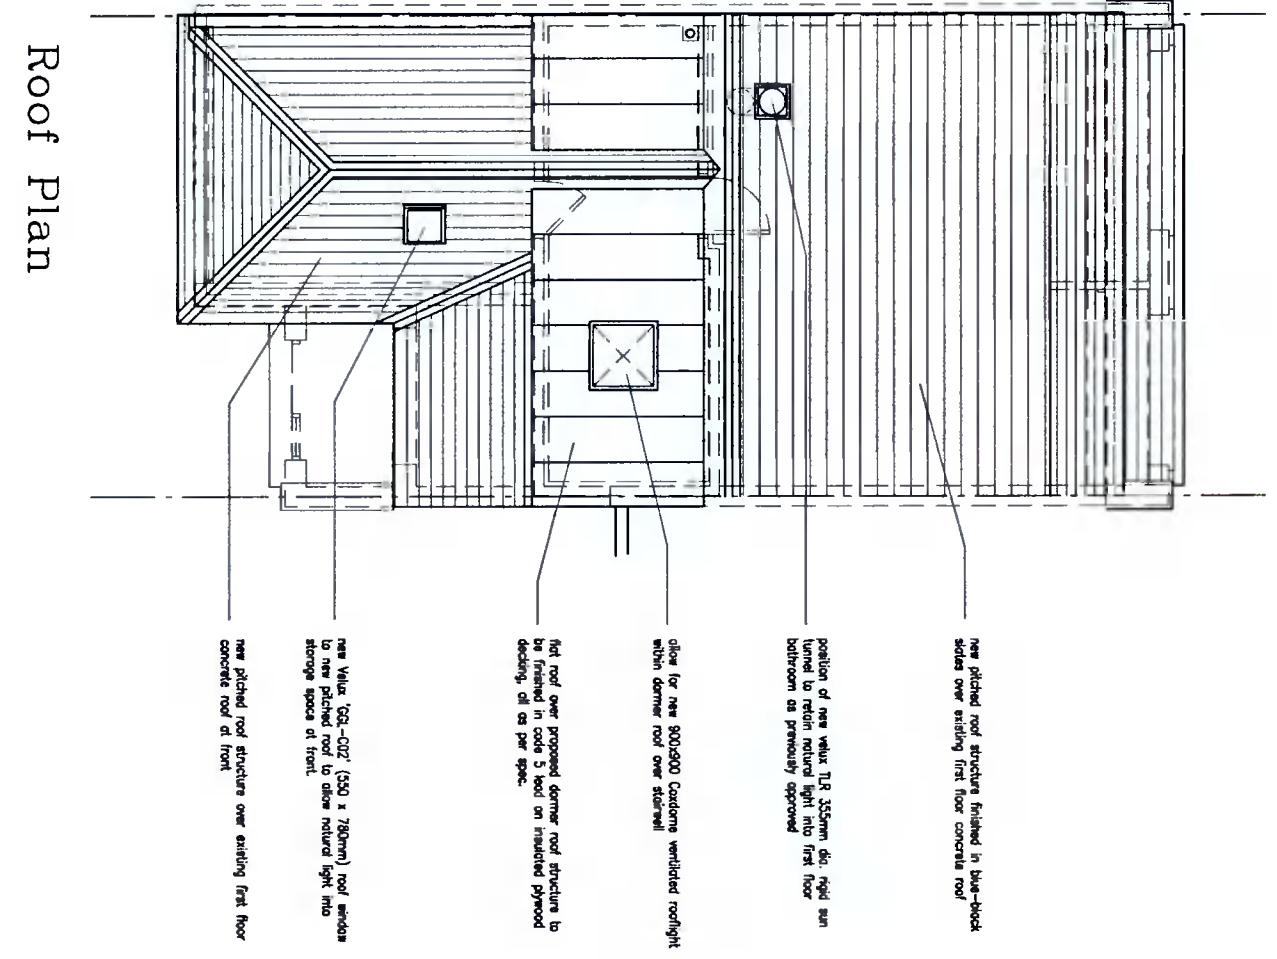 Roof Plan
new pitched roof structure finished in blue-black
slates over existing first floor concrete roof
position of new velux TLR 355mm dia. rigid sun
tunnel to retain natural light into first floor
bathroom as previously approved
allow for new 900x900 Coxdome ventilated rooflight
within dormer roof over stairwell
flat roof over proposed dormer roof structure to
be finished in code 5 lead on insulated plywood
decking, all as per spec.
new Velux 'GGL-C02' (550 x 780mm) roof window
to new pitched roof to allow natural light into
storage space at front.
new pitched roof structure over existing first floor
concrete roof at front